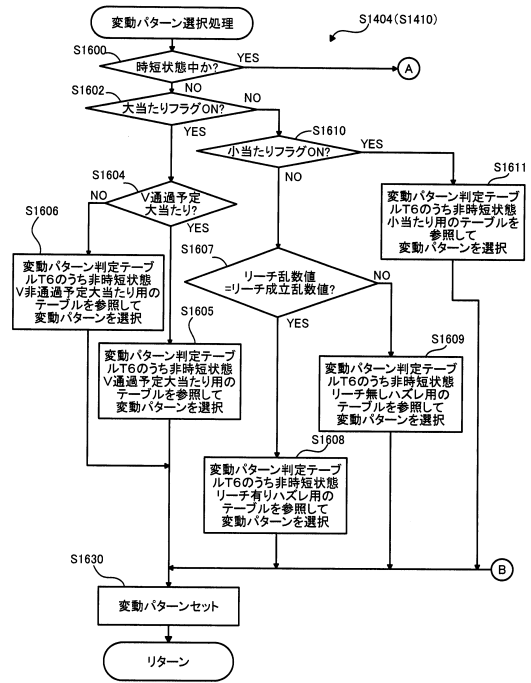 変動パターン選択処理
S1404(S1410)
S1600
時短状態中か?
YES
A
NO
S1602
大当たりフラグON?
NO
YES
S1610
小当たりフラグON?
YES
NO
S1611
変動パターン判定テーブ
ルT6のうち非時短状態
小当たり用のテーブルを
参照して
変動パターンを選択
S1604
V通過予定
大当たり?
NO
YES
S1606
変動パターン判定テーブ
ルT6のうち非時短状態
V非通過予定大当たり用の
テーブルを参照して
変動パターンを選択
S1607
リーチ乱数値
=リーチ成立乱数値?
NO
YES
S1605
変動パターン判定テーブ
ルT6のうち非時短状態
V通過予定大当たり用の
テーブルを参照して
変動パターンを選択
S1609
変動パターン判定テーブ
ルT6のうち非時短状態
リーチ無しハズレ用の
テーブルを参照して
変動パターンを選択
S1608
変動パターン判定テーブ
ルT6のうち非時短状態
リーチ有りハズレ用の
テーブルを参照して
変動パターンを選択
B
S1630
変動パターンセット
リターン